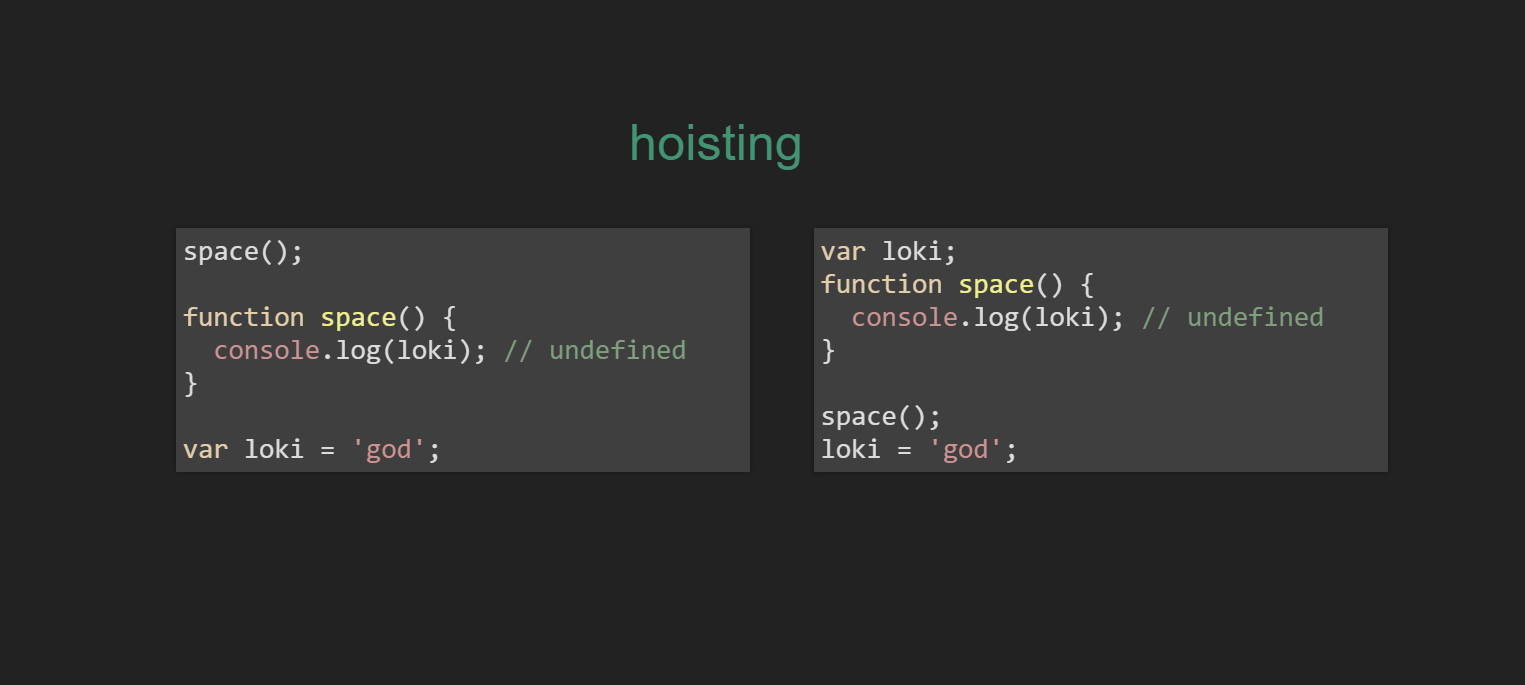 hoisting
space();
function space() {
  console.log(loki); // undefined
}
var loki = 'god';
var loki;
function space() {
  console.log(loki); // undefined
}
space();
loki = 'god';